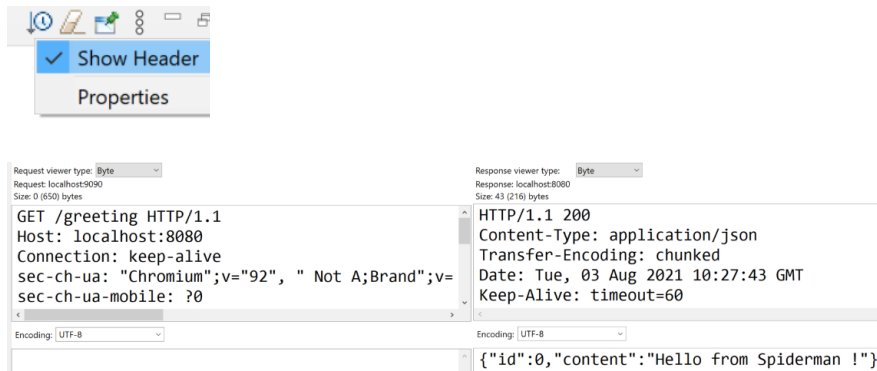 Show Header
Properties
Request viewer type: Byte
Request: localhost:9090
Size: 0 (650) bytes
GET /greeting HTTP/1.1
Host: localhost:8080
Connection: keep-alive
sec-ch-ua: "Chromium";v="92", " Not A;Brand";v=
sec-ch-ua-mobile: ?0
Encoding: UTF-8
Response viewer type: Byte
Response: localhost:8080
Size: 43 (216) bytes
HTTP/1.1 200
Content-Type: application/json
Transfer-Encoding: chunked
Date: Tue, 03 Aug 2021 10:27:43 GMT
Keep-Alive: timeout=60
Encoding: UTF-8
{"id":0,"content":"Hello from Spiderman !"}